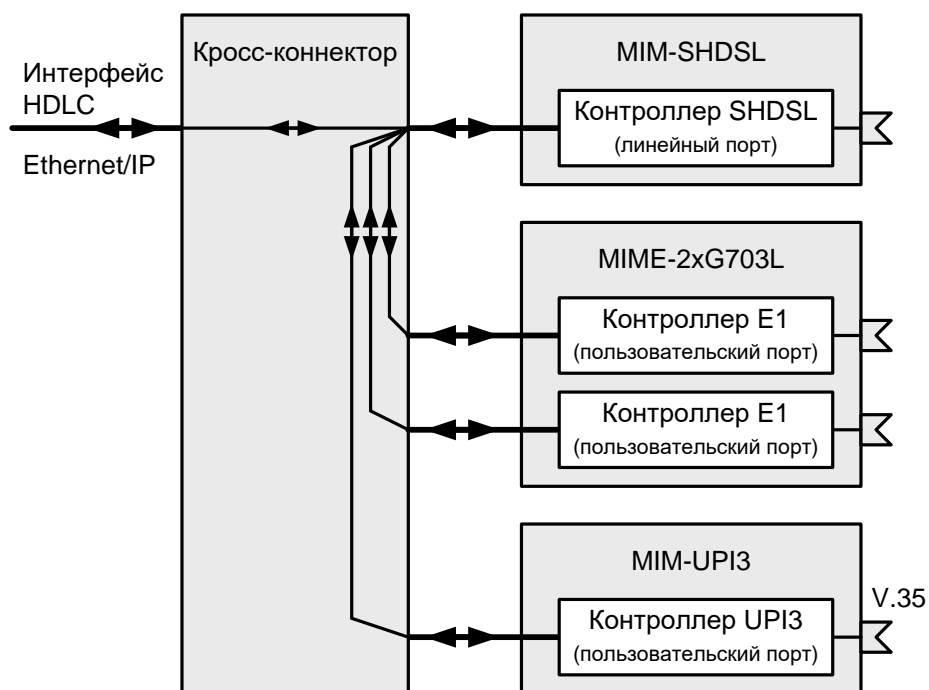 Кросс-коннектор
Интерфейс
HDLC
Ethernet/IP
MIM-SHDSL
Контроллер SHDSL
(линейный порт)
MIME-2xG703L
Контроллер E1
(пользовательский порт)
Контроллер E1
(пользовательский порт)
MIM-UPI3
V.35
Контроллер UPI3
(пользовательский порт)